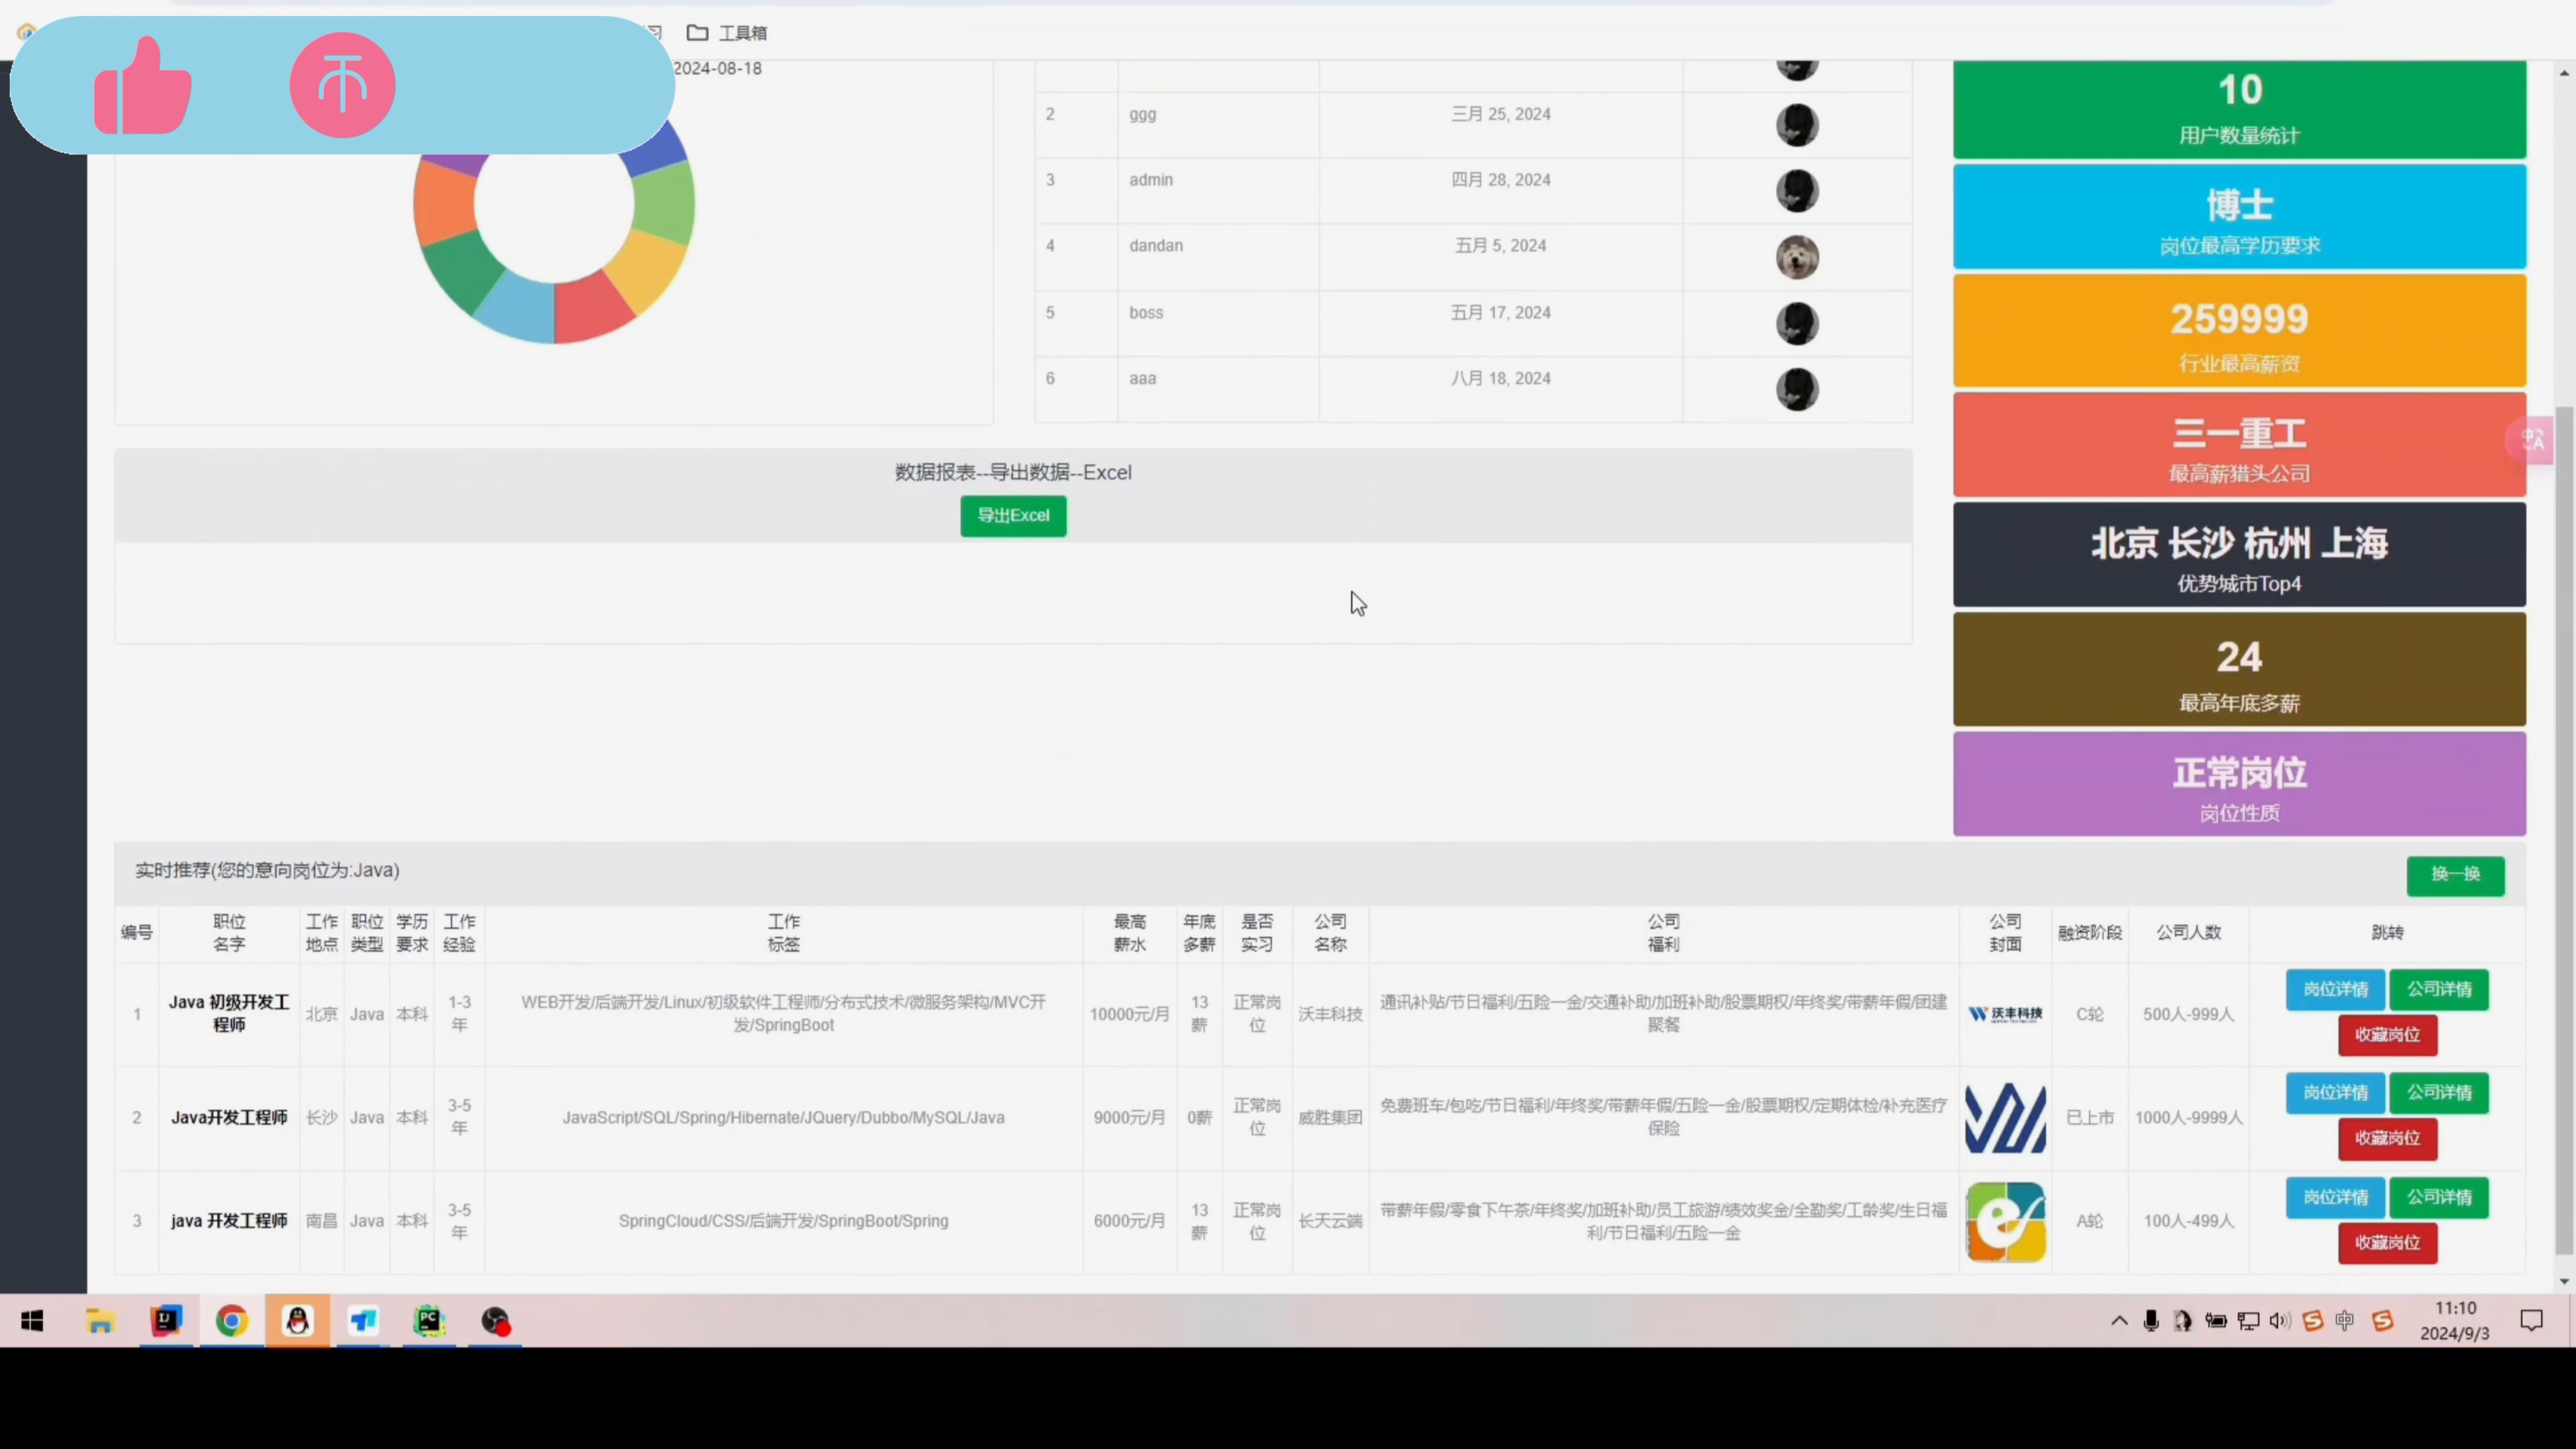 工具箱
2024-08-18
2 ggg 三月 25, 2024
3 admin 四月 28, 2024
4 dandan 五月 5, 2024
5 boss 五月 17, 2024
6 aaa 八月 18, 2024
数据报表--导出数据--Excel
导出Excel
10
用户数量统计
博士
岗位最高学历要求
259999
行业最高薪资
三一重工
最高薪猎头公司
北京 长沙 杭州 上海
优势城市Top4
24
最高年底多薪
正常岗位
岗位性质
实时推荐(您的意向岗位为:Java)
换一换
编号 职位名字 工作地点 职位类型 学历要求 工作经验 工作标签 最高薪水 年底多薪 是否实习 公司名称 公司福利 公司封面 融资阶段 公司人数 跳转
1 Java 初级开发工程师 北京 Java 本科 1-3年 WEB开发/后端开发/Linux/初级软件工程师/分布式技术/微服务架构/MVC开发/SpringBoot 10000元/月 13薪 正常岗位 沃丰科技 通讯补贴/节日福利/五险一金/交通补助/加班补助/股票期权/年终奖/带薪年假/团建聚餐 沃丰科技 C轮 500人-999人 岗位详情 公司详情
收藏岗位
2 Java开发工程师 长沙 Java 本科 3-5年 JavaScript/SQL/Spring/Hibernate/JQuery/Dubbo/MySQL/Java 9000元/月 0薪 正常岗位 威胜集团 免费班车/包吃/节日福利/年终奖/带薪年假/五险一金/股票期权/定期体检/补充医疗保险 已上市 1000人-9999人 岗位详情 公司详情
收藏岗位
3 java 开发工程师 南昌 Java 本科 3-5年 SpringCloud/CSS/后端开发/SpringBoot/Spring 6000元/月 13薪 正常岗位 长天云端 带薪年假/零食下午茶/年终奖/加班补助/员工旅游/绩效奖金/全勤奖/工龄奖/生日福利/节日福利/五险一金 A轮 100人-499人 岗位详情 公司详情
收藏岗位
中
11:10
2024/9/3